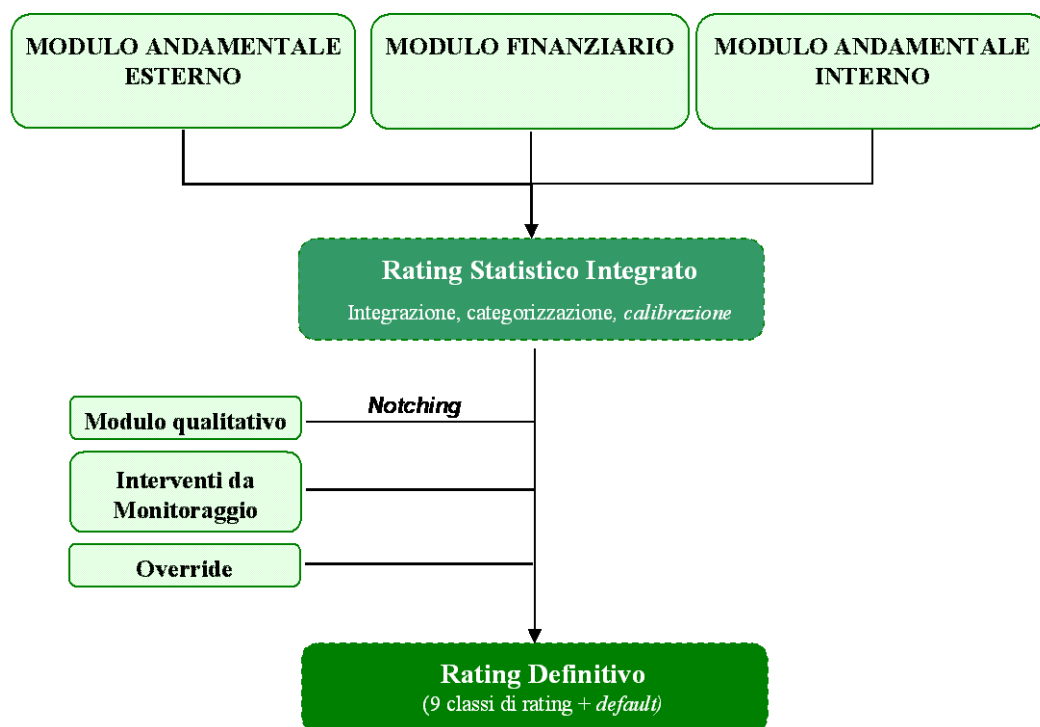 MODULO ANDAMENTALE
ESTERNO
MODULO FINANZIARIO
MODULO ANDAMENTALE
INTERNO
Rating Statistico Integrato
Integrazione, categorizzazione, calibrazione
Notching
Modulo qualitativo
Interventi da
Monitoraggio
Override
Rating Definitivo
(9 classi di rating + default)